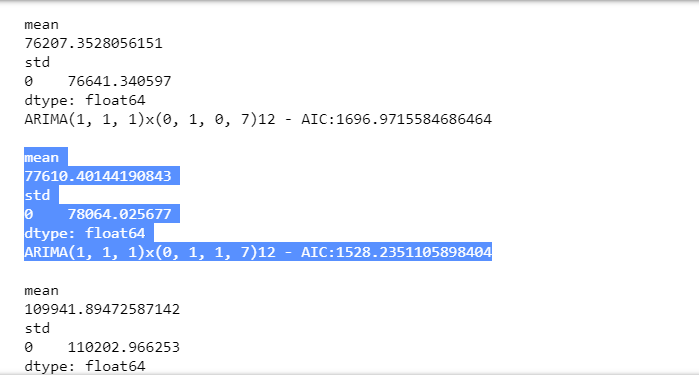 mean
76207.3528056151
std
0    76641.340597
dtype: float64
ARIMA(1, 1, 1)x(0, 1, 0, 7)12 - AIC:1696.9715584686464
mean
77610.40144190843
std
0    78064.025677
dtype: float64
ARIMA(1, 1, 1)x(0, 1, 1, 7)12 - AIC:1528.2351105898404
mean
109941.89472587142
std
0    110202.966253
dtype: float64